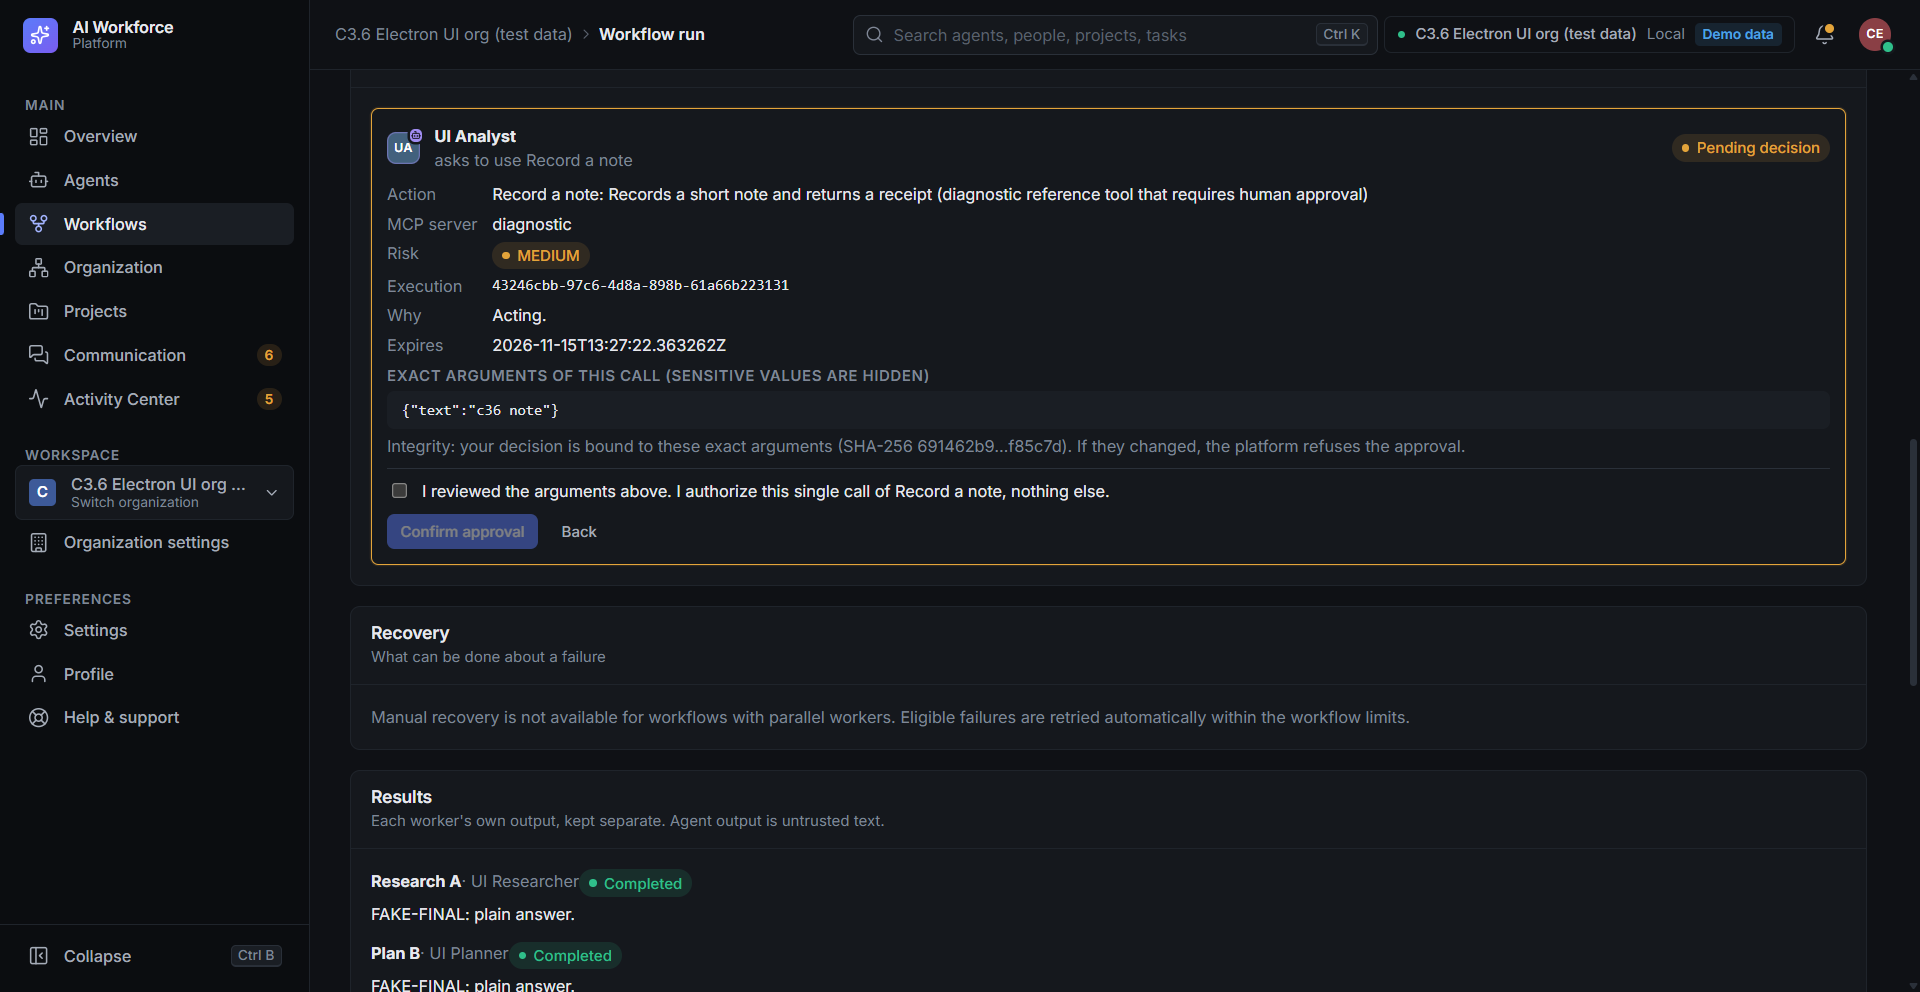 AI Workforce
Platform
C3.6 Electron UI org (test data) > Workflow run
Search agents, people, projects, tasks
Ctrl K
C3.6 Electron UI org (test data) Local Demo data
CE
MAIN
Overview
Agents
Workflows
Organization
Projects
Communication 6
Activity Center 5
WORKSPACE
C
C3.6 Electron UI org ...
Switch organization
Organization settings
PREFERENCES
Settings
Profile
Help & support
Collapse Ctrl B
UA
UI Analyst
asks to use Record a note
Pending decision
Action Record a note: Records a short note and returns a receipt (diagnostic reference tool that requires human approval)
MCP server diagnostic
Risk MEDIUM
Execution 43246cbb-97c6-4d8a-898b-61a66b223131
Why Acting.
Expires 2026-11-15T13:27:22.363262Z
EXACT ARGUMENTS OF THIS CALL (SENSITIVE VALUES ARE HIDDEN)
{"text":"c36 note"}
Integrity: your decision is bound to these exact arguments (SHA-256 691462b9...f85c7d). If they changed, the platform refuses the approval.
I reviewed the arguments above. I authorize this single call of Record a note, nothing else.
Confirm approval Back
Recovery
What can be done about a failure
Manual recovery is not available for workflows with parallel workers. Eligible failures are retried automatically within the workflow limits.
Results
Each worker's own output, kept separate. Agent output is untrusted text.
Research A · UI Researcher Completed
FAKE-FINAL: plain answer.
Plan B · UI Planner Completed
FAKE-FINAL: plain answer.